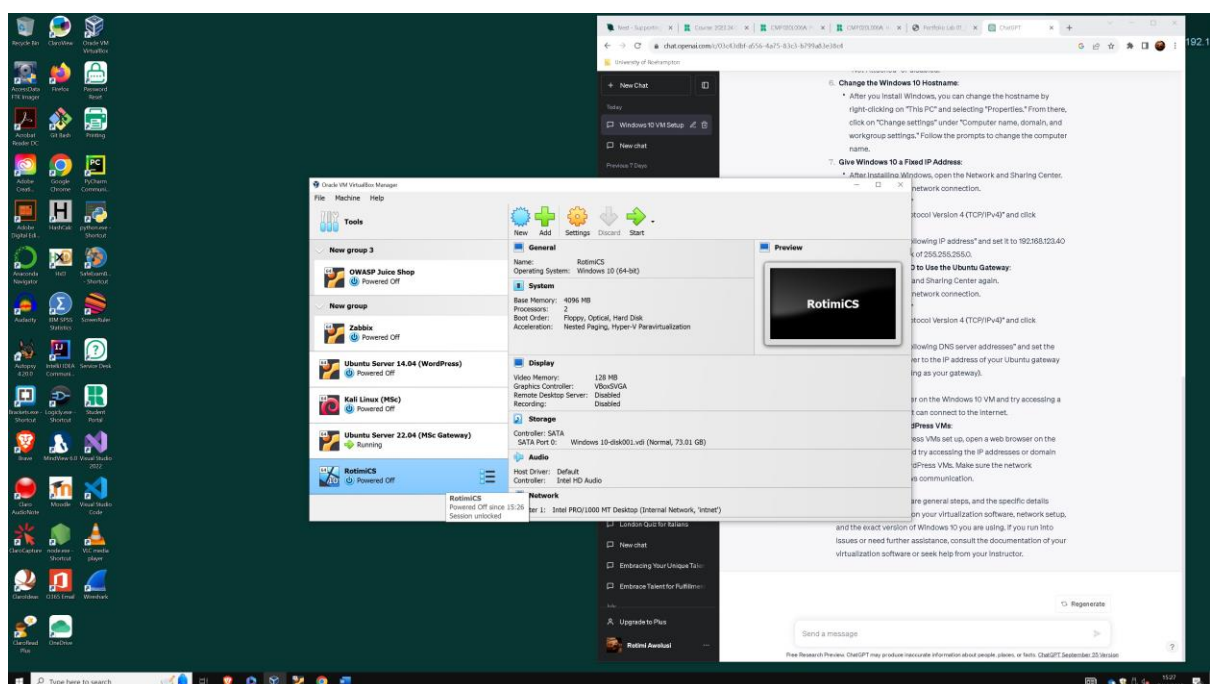 Recycle Bin
ClaroView
Oracle VM
VirtualBox
AccessData
FTK Imager
Firefox
Password
Reset
Acrobat
Reader DC
Git Bash
Printing
Adobe
Creati...
Google
Chrome
PyCharm
Communi...
Adobe
Digital Edi...
HashCalc
pythonw.exe -
Shortcut
Anaconda
Navigator
HxD
Shortcut
Audacity
IBM SPSS
Statistics
ScreenRuler
Autopsy
4.20.0
IntelliJ IDEA
Communi...
Service Desk
Shortcut
Shortcut
Student
Portal
Brave
MindView 8.0
Visual Studio
2022
Claro
AudioNote
Moodle
Visual Studio
Code
ClaroCapture
node.exe -
Shortcut
VLC media
player
ClaroIdeas
O365 Email
Wireshark
ClaroRead
Plus
OneDrive
Oracle VM VirtualBox Manager
File Machine Help
Tools
New Add Settings Discard Start
New group 3
OWASP Juice Shop
Powered Off
New group
Zabbix
Powered Off
Ubuntu Server 14.04 (WordPress)
Powered Off
Kali Linux (MSc)
Powered Off
Ubuntu Server 22.04 (MSc Gateway)
Running
RotimiCS
Powered Off
RotimiCS
Powered Off since 15:26
Session unlocked
General
Name: RotimiCS
Operating System: Windows 10 (64-bit)
System
Base Memory: 4096 MB
Processors: 2
Boot Order: Floppy, Optical, Hard Disk
Acceleration: Nested Paging, Hyper-V Paravirtualization
Preview
RotimiCS
Display
Video Memory: 128 MB
Graphics Controller: VBoxSVGA
Remote Desktop Server: Disabled
Recording: Disabled
Storage
Controller: SATA
SATA Port 0: Windows 10-disk001.vdi (Normal, 73.01 GB)
Audio
Host Driver: Default
Controller: Intel HD Audio
Network
ter 1: Intel PRO/1000 MT Desktop (Internal Network, 'intnet')
ChatGPT
University of Roehampton
192.1
+ New Chat
Today
Windows 10 VM Setup
New chat
Previous 7 Days
London Quiz for Italians
New chat
Embracing Your Unique Tale
Embrace Talent for Fulfillme
Upgrade to Plus
Rotimi Awolusi
6. Change the Windows 10 Hostname:
• After you install Windows, you can change the hostname by
right-clicking on "This PC" and selecting "Properties." From there,
click on "Change settings" under "Computer name, domain, and
workgroup settings." Follow the prompts to change the computer
name.
7. Give Windows 10 a Fixed IP Address:
• After installing Windows, open the Network and Sharing Center.
network connection.
tocol Version 4 (TCP/IPv4)" and click
llowing IP address" and set it to 192.168.123.40
k of 255.255.255.0.
0 to Use the Ubuntu Gateway:
and Sharing Center again.
network connection.
tocol Version 4 (TCP/IPv4)" and click
llowing DNS server addresses" and set the
ver to the IP address of your Ubuntu gateway
ing as your gateway).
er on the Windows 10 VM and try accessing a
t can connect to the internet.
dPress VMs:
ress VMs set up, open a web browser on the
d try accessing the IP addresses or domain
dPress VMs. Make sure the network
s communication.
are general steps, and the specific details
on your virtualization software, network setup,
and the exact version of Windows 10 you are using. If you run into
issues or need further assistance, consult the documentation of your
virtualization software or seek help from your instructor.
Regenerate
Send a message
Free Research Preview. ChatGPT may produce inaccurate information about people, places, or facts. ChatGPT September 25 Version
Type here to search
15:27